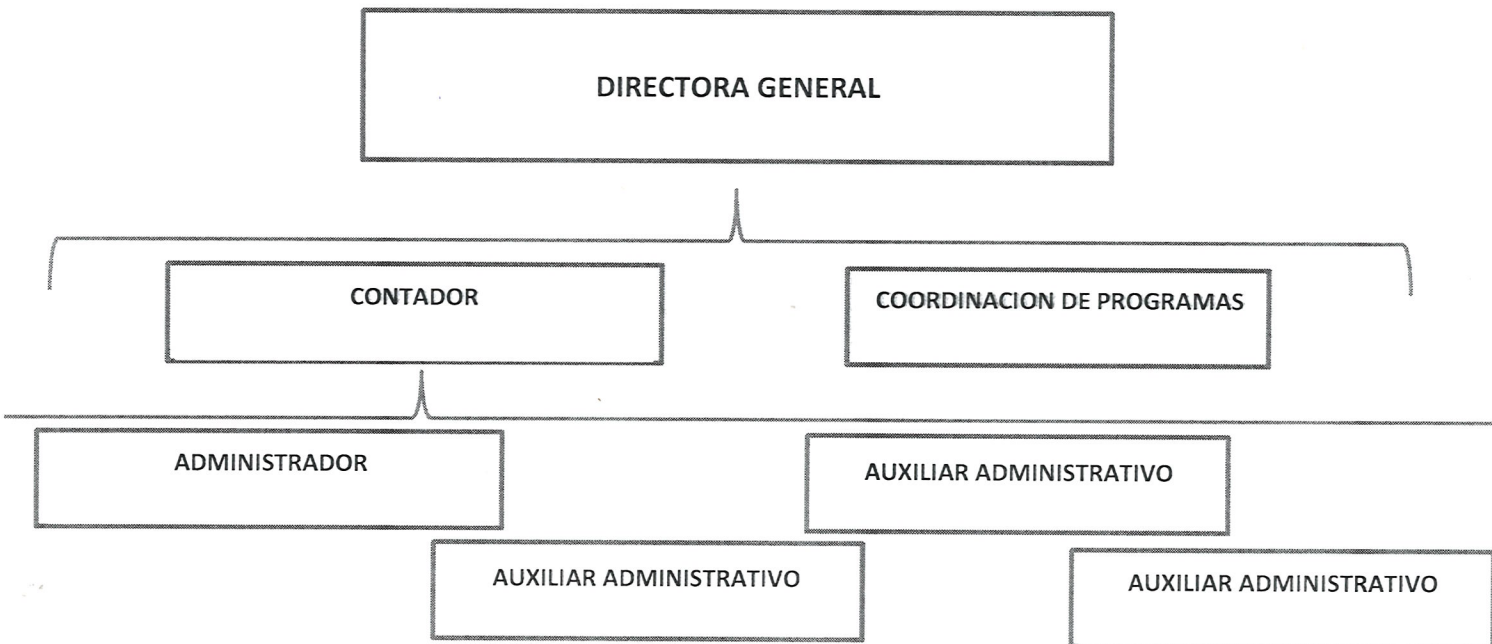 DIRECTORA GENERAL
CONTADOR
COORDINACION DE PROGRAMAS
ADMINISTRADOR
AUXILIAR ADMINISTRATIVO
AUXILIAR ADMINISTRATIVO
AUXILIAR ADMINISTRATIVO